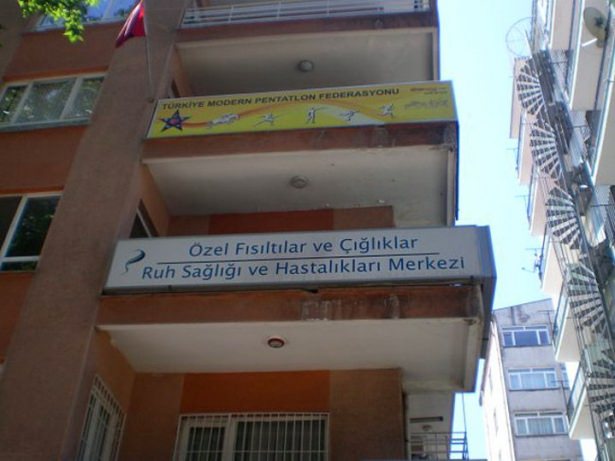 TÜRKİYE MODERN PENTATLON FEDERASYONU
Özel Fısıltılar ve Çığlıklar
Ruh Sağlığı ve Hastalıkları Merkezi